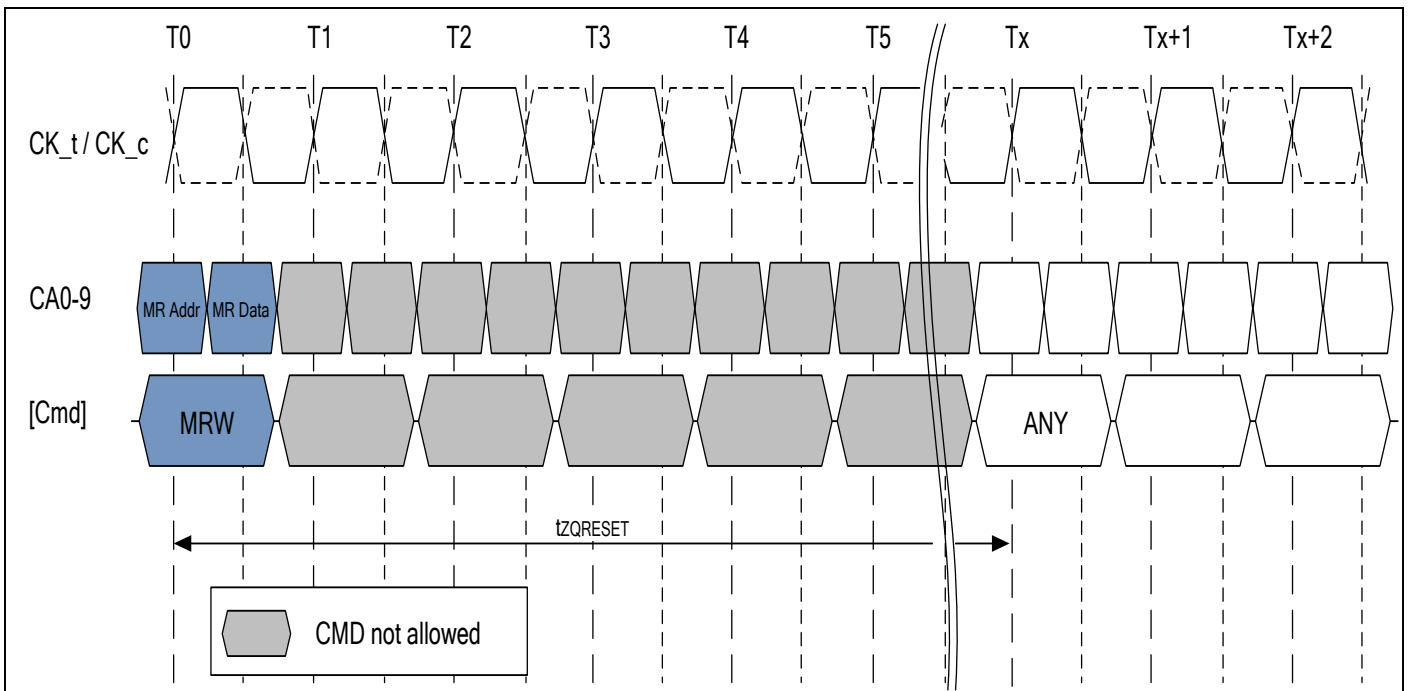 T0 T1 T2 T3 T4 T5 Tx Tx+1 Tx+2
CK_t / CK_c
CA0-9 MR Addr MR Data
[Cmd] MRW ANY
tZQRESET
CMD not allowed